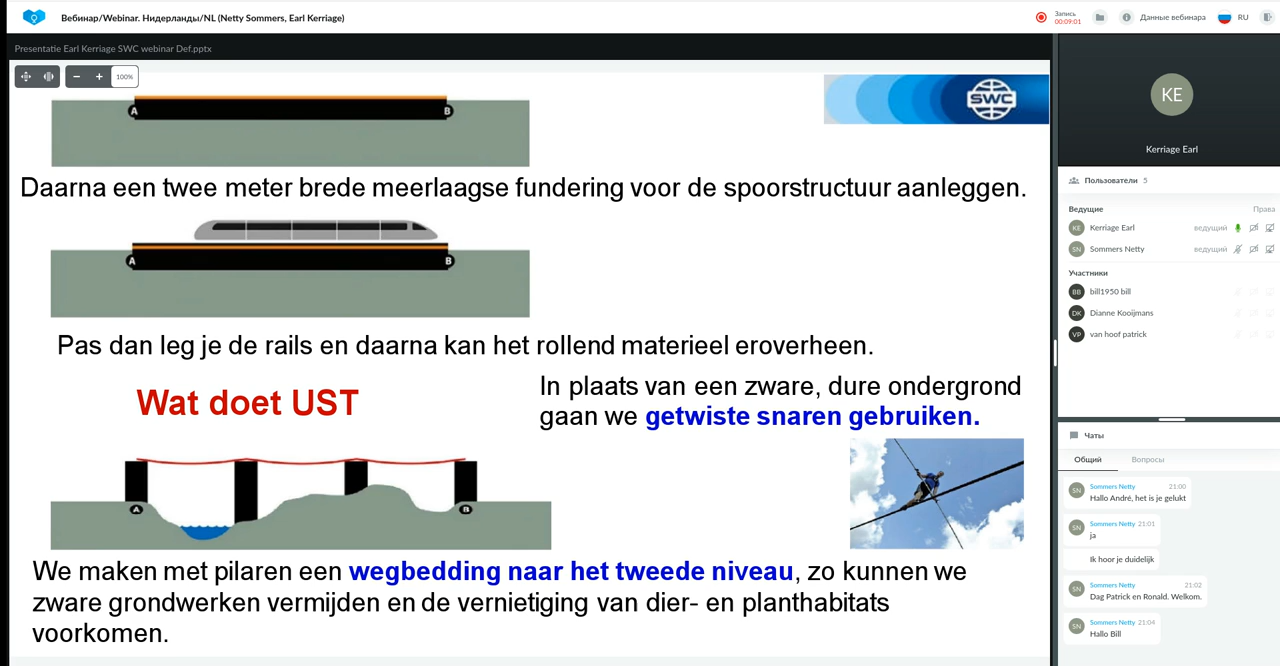 Вебинар/Webinar. Нидерланды/NL (Netty Sommers, Earl Kerriage)
Запись
00:09:01
Данные вебинара
RU
Presentatie Earl Kerriage SWC webinar Def.pptx
100%
SWC
A
B
Daarna een twee meter brede meerlaagse fundering voor de spoorstructuur aanleggen.
A
B
Pas dan leg je de rails en daarna kan het rollend materieel eroverheen.
Wat doet UST
In plaats van een zware, dure ondergrond
gaan we getwiste snaren gebruiken.
A
B
We maken met pilaren een wegbedding naar het tweede niveau, zo kunnen we
zware grondwerken vermijden en de vernietiging van dier- en planthabitats
voorkomen.
KE
Kerriage Earl
Пользователи 5
Ведущие
Права
KE Kerriage Earl ведущий
SN Sommers Netty ведущий
Участники
BB bill1950 bill
DK Dianne Kooijmans
VP van hoof patrick
Чаты
Общий
Вопросы
SN Sommers Netty 21:00
Hallo André, het is je gelukt
SN Sommers Netty 21:01
ja
Ik hoor je duidelijk
SN Sommers Netty 21:02
Dag Patrick en Ronald. Welkom.
SN Sommers Netty 21:04
Hallo Bill